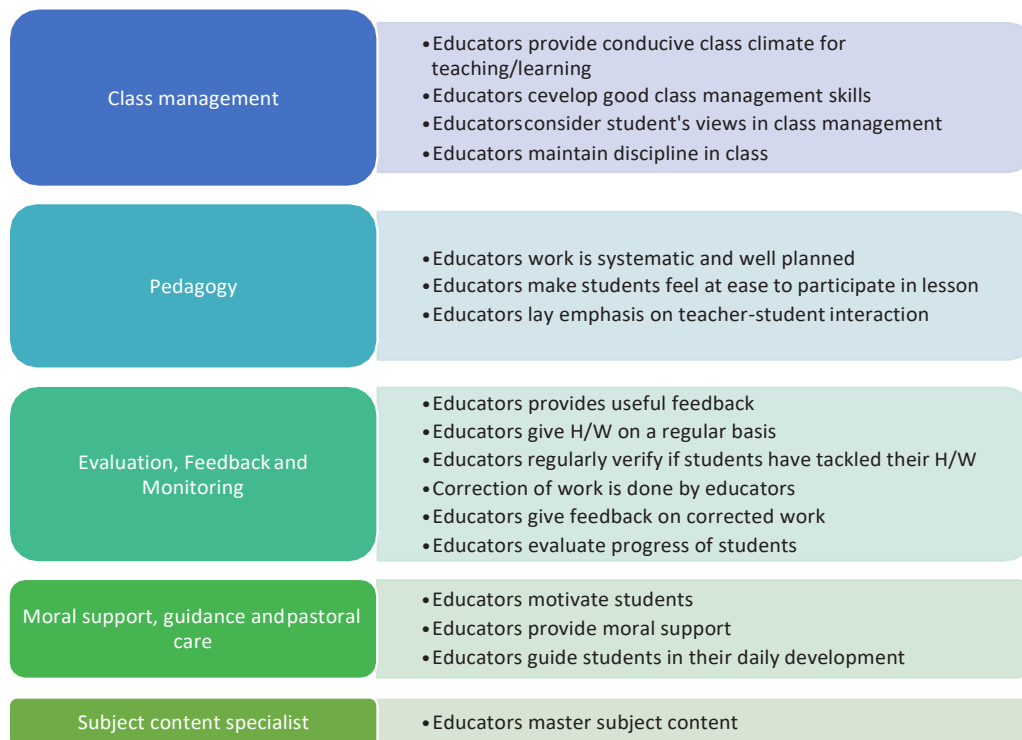 Class management
•Educators provide conducive class climate for
teaching/learning
•Educators cevelop good class management skills
•Educatorsconsider student's views in class management
•Educators maintain discipline in class
Pedagogy
•Educators work is systematic and well planned
•Educators make students feel at ease to participate in lesson
•Educators lay emphasis on teacher-student interaction
Evaluation, Feedback and
Monitoring
•Educators provides useful feedback
•Educators give H/W on a regular basis
•Educators regularly verify if students have tackled their H/W
•Correction of work is done by educators
•Educators give feedback on corrected work
•Educators evaluate progress of students
Moral support, guidance and pastoral
care
•Educators motivate students
•Educators provide moral support
•Educators guide students in their daily development
Subject content specialist
•Educators master subject content